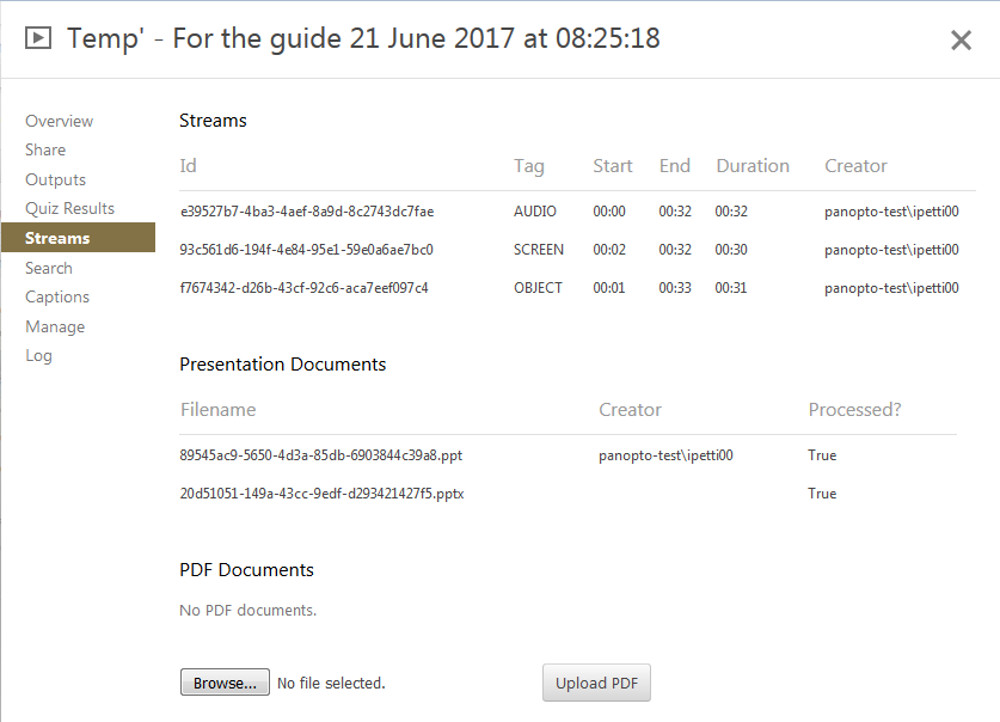 Temp' - For the guide 21 June 2017 at 08:25:18
Overview
Share
Outputs
Quiz Results
Streams
Search
Captions
Manage
Log
Streams
Id Tag Start End Duration Creator
e39527b7-4ba3-4aef-8a9d-8c2743dc7fae AUDIO 00:00 00:32 00:32 panopto-test\ipetti00
93c561d6-194f-4e84-95e1-59e0a6ae7bc0 SCREEN 00:02 00:32 00:30 panopto-test\ipetti00
f7674342-d26b-43cf-92c6-aca7eef097c4 OBJECT 00:01 00:33 00:31 panopto-test\ipetti00
Presentation Documents
Filename Creator Processed?
89545ac9-5650-4d3a-85db-6903844c39a8.ppt panopto-test\ipetti00 True
20d51051-149a-43cc-9edf-d293421427f5.pptx True
PDF Documents
No PDF documents.
Browse... No file selected. Upload PDF